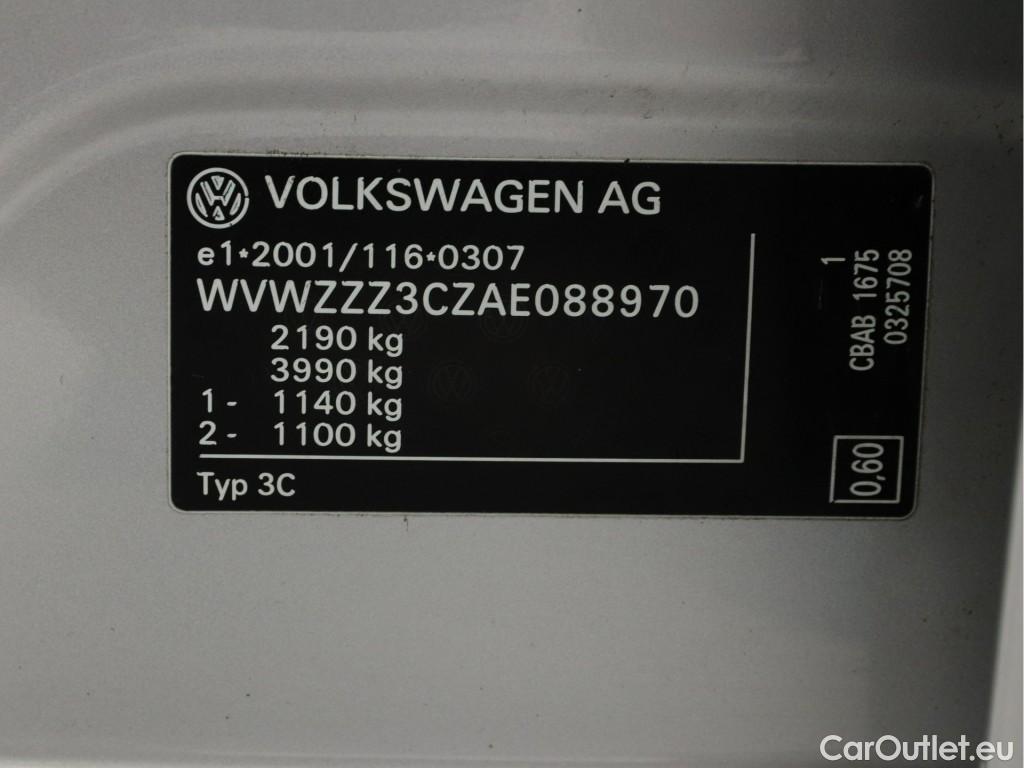 VOLKSWAGEN AG
e1*2001/116*0307
WVWZZZ3CZAE088970
2190 kg
3990 kg
1- 1140 kg
2- 1100 kg
Typ 3C
1
CBAB 1675
0325708
0,60
CarOutlet.eu